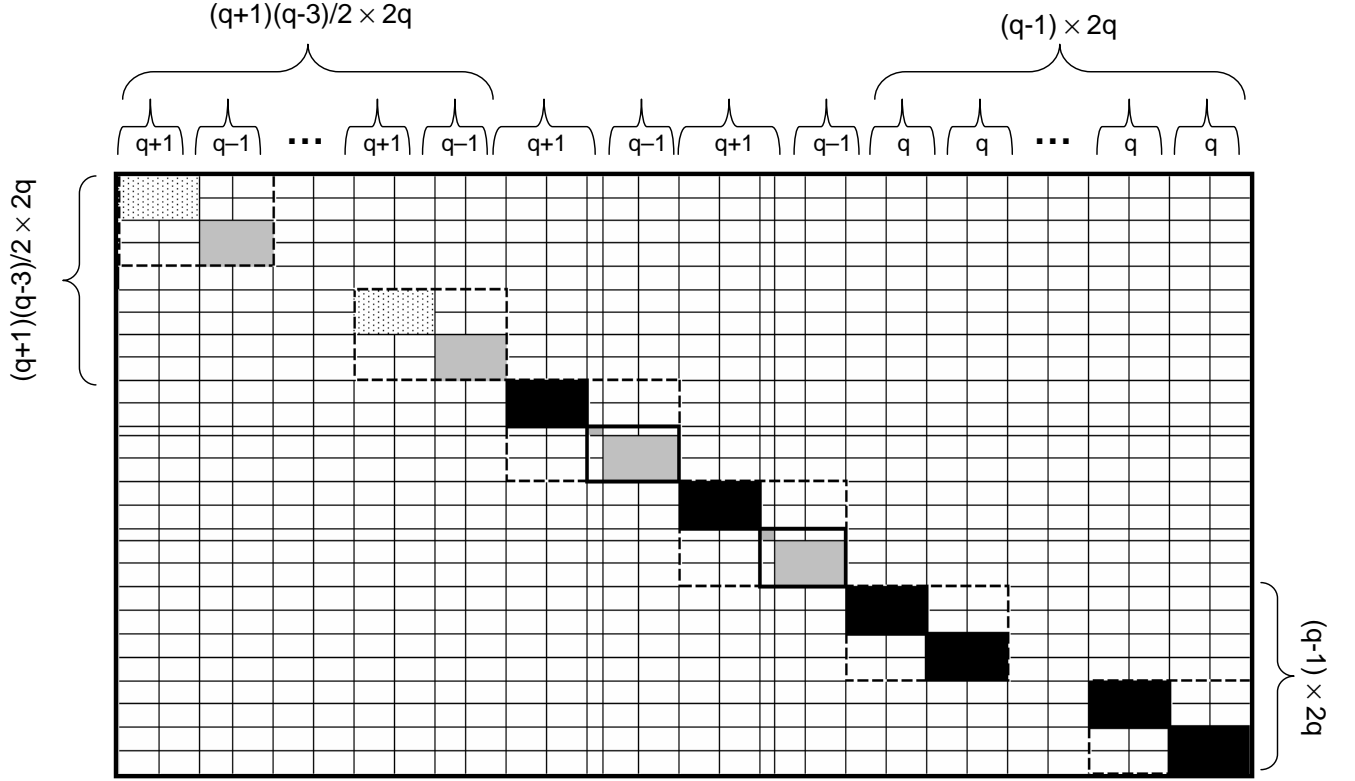 (q+1)(q-3)/2 × 2q
(q-1) × 2q
q+1 q–1 ... q+1 q–1 q+1 q–1 q+1 q–1 q q ... q q
(q+1)(q-3)/2 × 2q
(q-1) × 2q